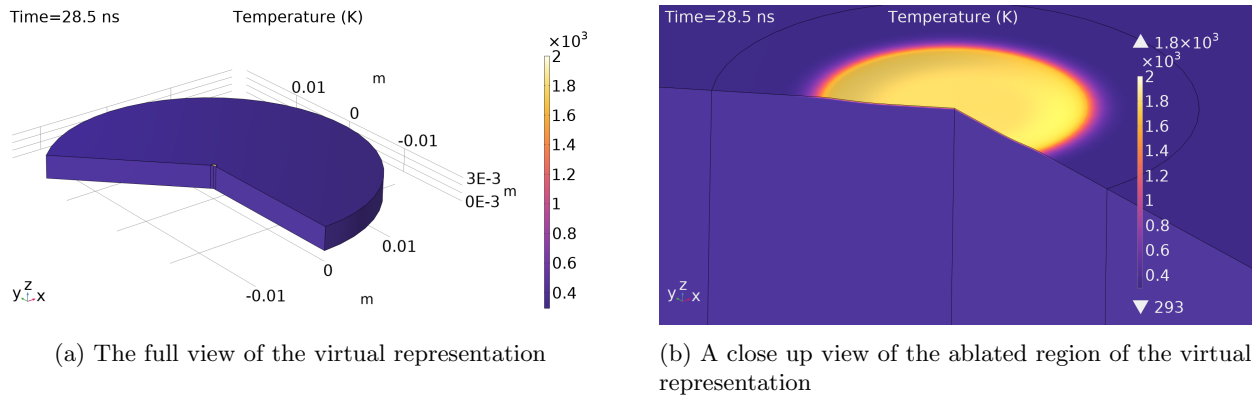 Time=28.5 ns
Temperature (K)
×10³
2
1.8
1.6
1.4
1.2
1
0.8
0.6
0.4
m
0.01
0
-0.01
3E-3
0E-3
m
0.01
0
-0.01
m
y z x
(a) The full view of the virtual representation
Time=28.5 ns
Temperature (K)
1.8×10³
×10³
2
1.8
1.6
1.4
1.2
1
0.8
0.6
0.4
293
y z x
(b) A close up view of the ablated region of the virtual
representation